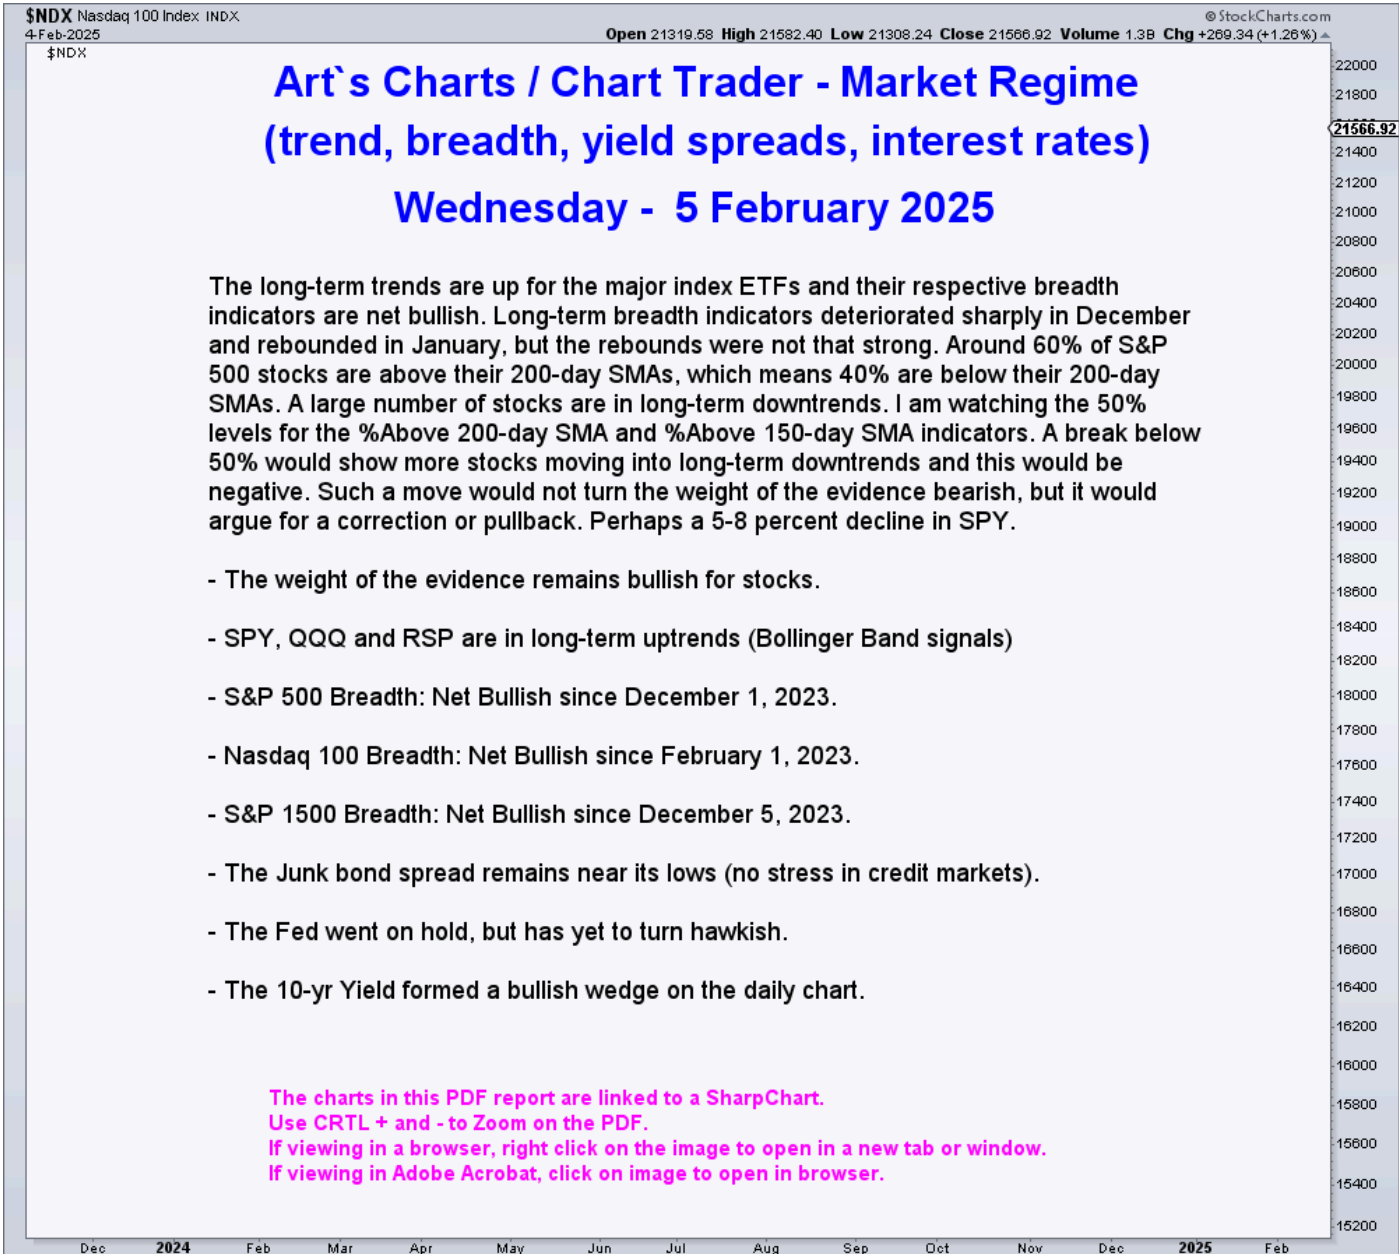 $NDX Nasdaq 100 Index INDX
© StockCharts.com
4-Feb-2025
Open 21319.58 High 21582.40 Low 21308.24 Close 21566.92 Volume 1.3B Chg +269.34 (+1.26%)
$NDX
Art`s Charts / Chart Trader - Market Regime
(trend, breadth, yield spreads, interest rates)
Wednesday - 5 February 2025
The long-term trends are up for the major index ETFs and their respective breadth
indicators are net bullish. Long-term breadth indicators deteriorated sharply in December
and rebounded in January, but the rebounds were not that strong. Around 60% of S&P
500 stocks are above their 200-day SMAs, which means 40% are below their 200-day
SMAs. A large number of stocks are in long-term downtrends. I am watching the 50%
levels for the %Above 200-day SMA and %Above 150-day SMA indicators. A break below
50% would show more stocks moving into long-term downtrends and this would be
negative. Such a move would not turn the weight of the evidence bearish, but it would
argue for a correction or pullback. Perhaps a 5-8 percent decline in SPY.
- The weight of the evidence remains bullish for stocks.
- SPY, QQQ and RSP are in long-term uptrends (Bollinger Band signals)
- S&P 500 Breadth: Net Bullish since December 1, 2023.
- Nasdaq 100 Breadth: Net Bullish since February 1, 2023.
- S&P 1500 Breadth: Net Bullish since December 5, 2023.
- The Junk bond spread remains near its lows (no stress in credit markets).
- The Fed went on hold, but has yet to turn hawkish.
- The 10-yr Yield formed a bullish wedge on the daily chart.
The charts in this PDF report are linked to a SharpChart.
Use CRTL + and - to Zoom on the PDF.
If viewing in a browser, right click on the image to open in a new tab or window.
If viewing in Adobe Acrobat, click on image to open in browser.
22000
21800
21566.92
21400
21200
21000
20800
20600
20400
20200
20000
19800
19600
19400
19200
19000
18800
18600
18400
18200
18000
17800
17600
17400
17200
17000
16800
16600
16400
16200
16000
15800
15600
15400
15200
Dec 2024 Feb Mar Apr May Jun Jul Aug Sep Oct Nov Dec 2025 Feb